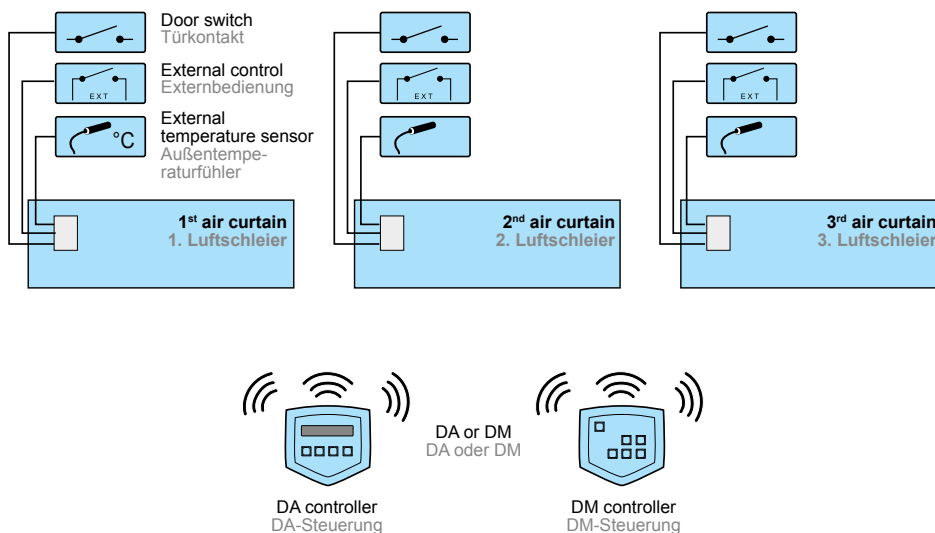 Door switch
Türkontakt
External control
Externbedienung
EXT
EXT
EXT
External
temperature sensor
Außentempe-
raturfühler
°C
1st air curtain
1. Luftschleier
2nd air curtain
2. Luftschleier
3rd air curtain
3. Luftschleier
DA or DM
DA oder DM
DA controller
DA-Steuerung
DM controller
DM-Steuerung